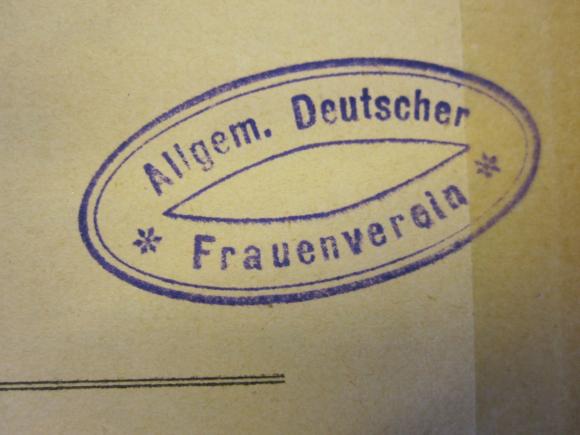 Allgem. Deutscher
* Frauenverein *